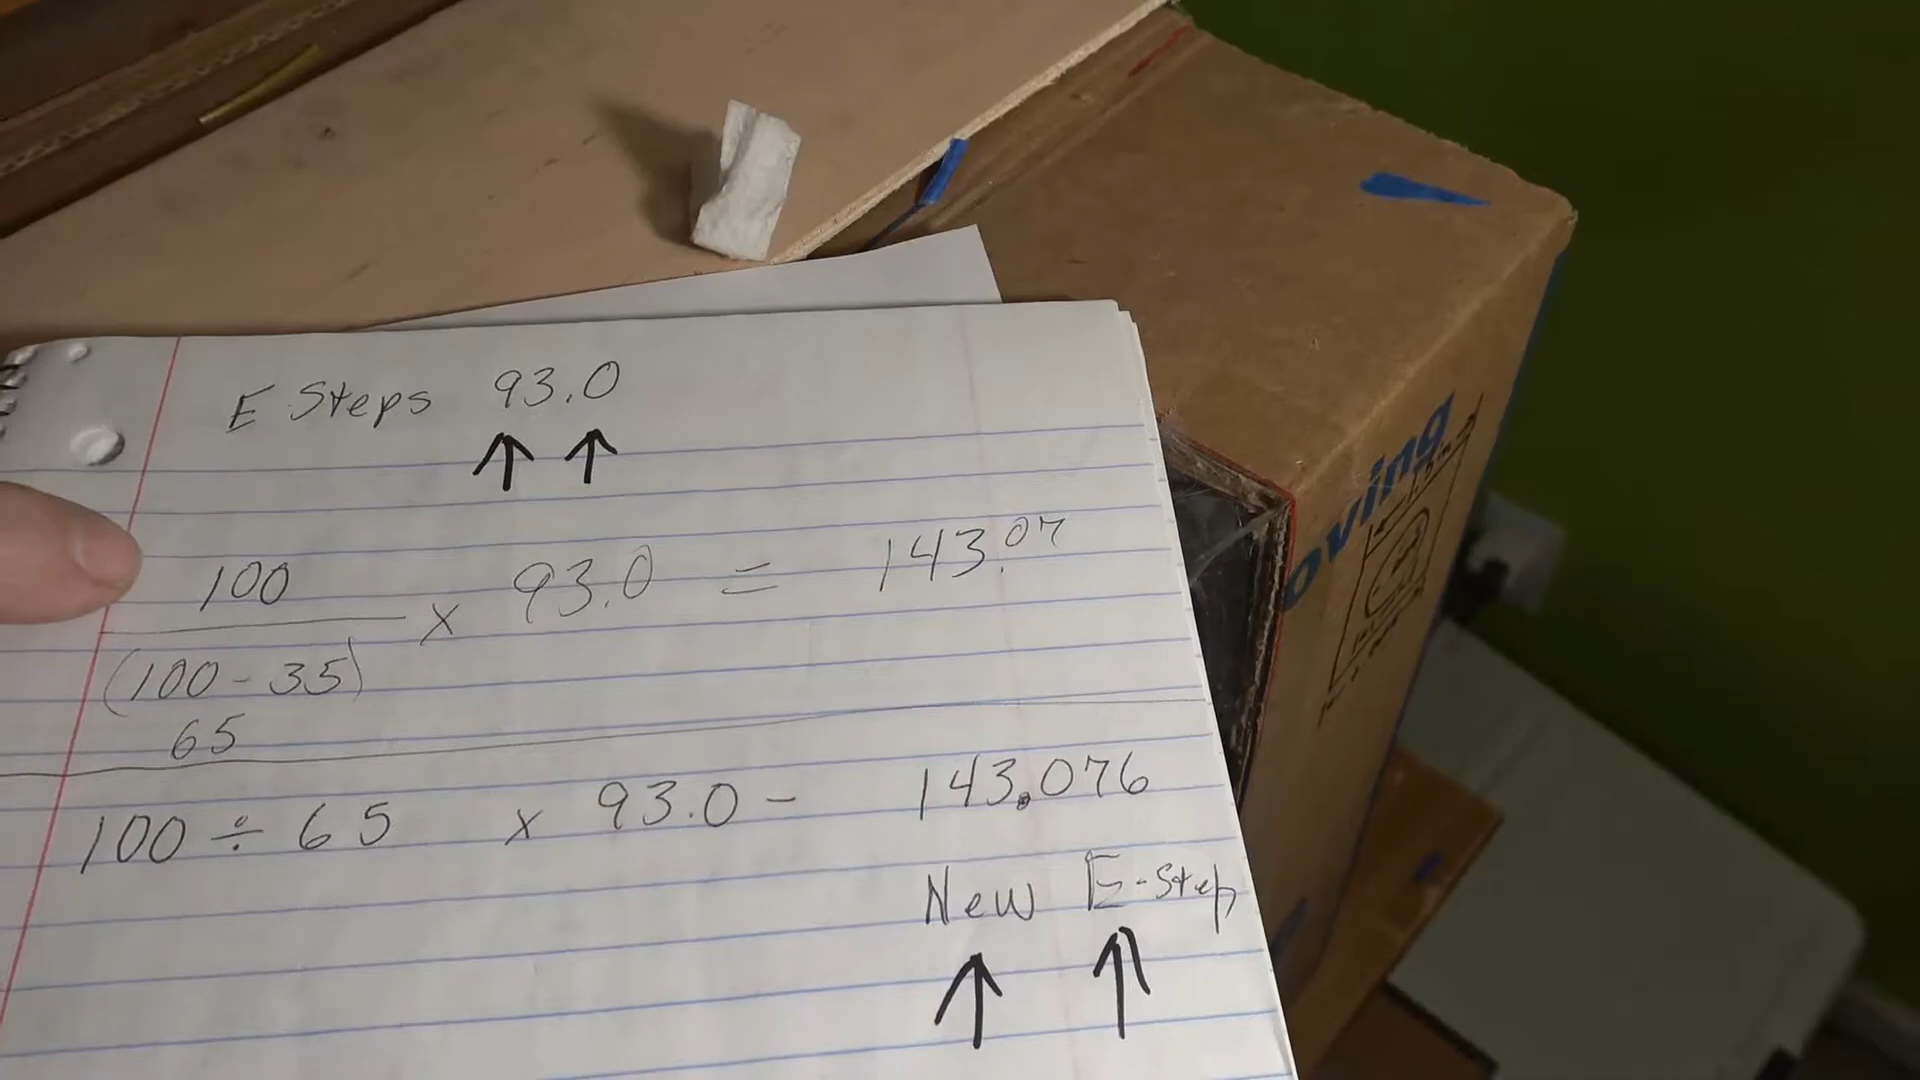 E Steps 93.0
100
(100 - 35) × 93.0 = 143.07
65
100 ÷ 65 × 93.0 - 143.076
New E-Step
oving